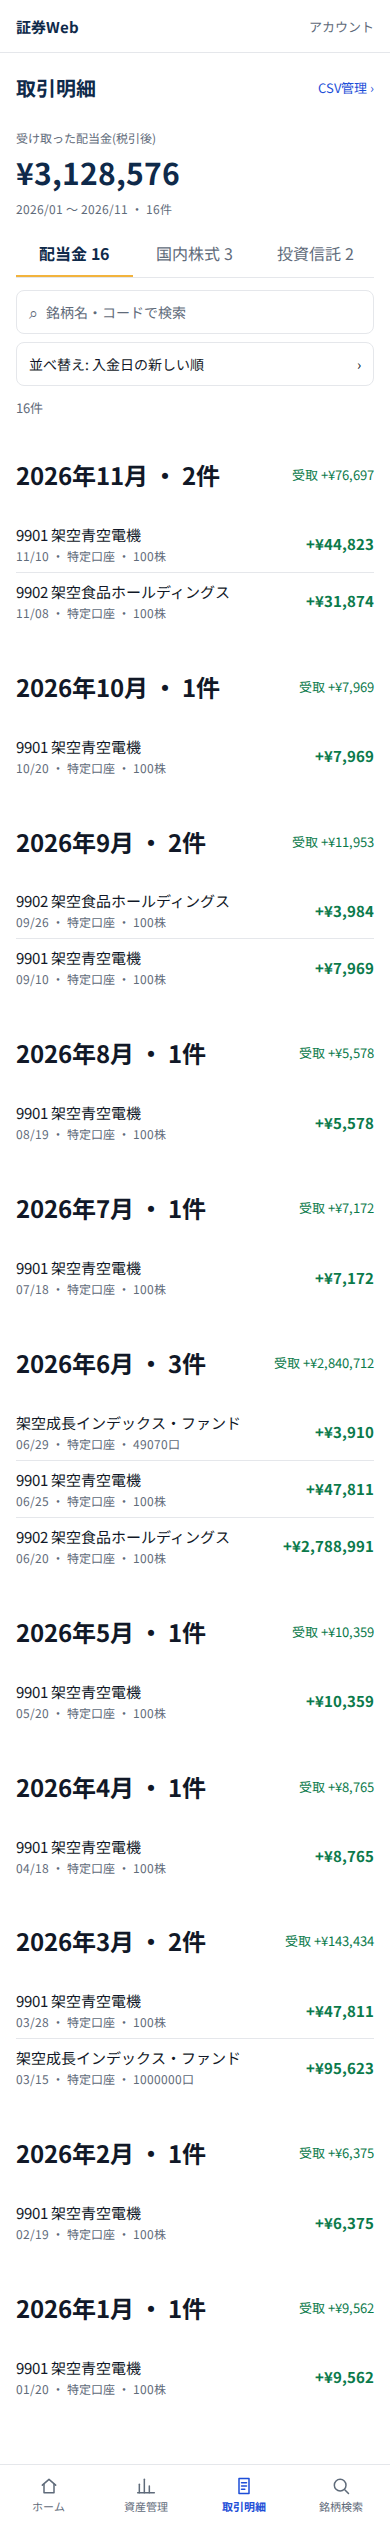 証券Web
アカウント
取引明細
CSV管理 ›
受け取った配当金(税引後)
¥3,128,576
2026/01 〜 2026/11 ・ 16件
配当金 16
国内株式 3
投資信託 2
銘柄名・コードで検索
並べ替え: 入金日の新しい順 ›
16件
2026年11月 ・ 2件
受取 +¥76,697
9901 架空青空電機
+¥44,823
11/10 ・ 特定口座 ・ 100株
9902 架空食品ホールディングス
+¥31,874
11/08 ・ 特定口座 ・ 100株
2026年10月 ・ 1件
受取 +¥7,969
9901 架空青空電機
+¥7,969
10/20 ・ 特定口座 ・ 100株
2026年9月 ・ 2件
受取 +¥11,953
9902 架空食品ホールディングス
+¥3,984
09/26 ・ 特定口座 ・ 100株
9901 架空青空電機
+¥7,969
09/10 ・ 特定口座 ・ 100株
2026年8月 ・ 1件
受取 +¥5,578
9901 架空青空電機
+¥5,578
08/19 ・ 特定口座 ・ 100株
2026年7月 ・ 1件
受取 +¥7,172
9901 架空青空電機
+¥7,172
07/18 ・ 特定口座 ・ 100株
2026年6月 ・ 3件
受取 +¥2,840,712
架空成長インデックス・ファンド
+¥3,910
06/29 ・ 特定口座 ・ 49070口
9901 架空青空電機
+¥47,811
06/25 ・ 特定口座 ・ 100株
9902 架空食品ホールディングス
+¥2,788,991
06/20 ・ 特定口座 ・ 100株
2026年5月 ・ 1件
受取 +¥10,359
9901 架空青空電機
+¥10,359
05/20 ・ 特定口座 ・ 100株
2026年4月 ・ 1件
受取 +¥8,765
9901 架空青空電機
+¥8,765
04/18 ・ 特定口座 ・ 100株
2026年3月 ・ 2件
受取 +¥143,434
9901 架空青空電機
+¥47,811
03/28 ・ 特定口座 ・ 100株
架空成長インデックス・ファンド
+¥95,623
03/15 ・ 特定口座 ・ 1000000口
2026年2月 ・ 1件
受取 +¥6,375
9901 架空青空電機
+¥6,375
02/19 ・ 特定口座 ・ 100株
2026年1月 ・ 1件
受取 +¥9,562
9901 架空青空電機
+¥9,562
01/20 ・ 特定口座 ・ 100株
ホーム
資産管理
取引明細
銘柄検索